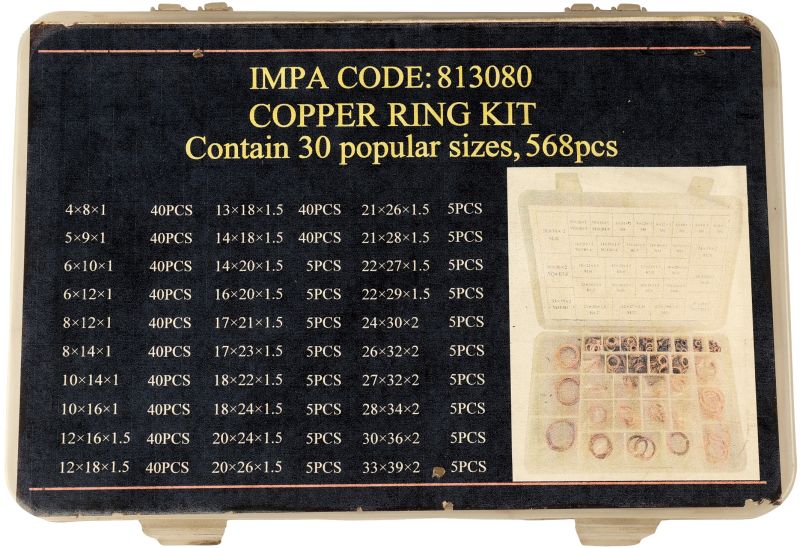 IMPA CODE: 813080
COPPER RING KIT
Contain 30 popular sizes, 568pcs
4×8×1 40PCS 13×18×1.5 40PCS 21×26×1.5 5PCS
5×9×1 40PCS 14×18×1.5 40PCS 21×28×1.5 5PCS
6×10×1 40PCS 14×20×1.5 5PCS 22×27×1.5 5PCS
6×12×1 40PCS 16×20×1.5 5PCS 22×29×1.5 5PCS
8×12×1 40PCS 17×21×1.5 5PCS 24×30×2 5PCS
8×14×1 40PCS 17×23×1.5 5PCS 26×32×2 5PCS
10×14×1 40PCS 18×22×1.5 5PCS 27×32×2 5PCS
10×16×1 40PCS 18×24×1.5 5PCS 28×34×2 5PCS
12×16×1.5 40PCS 20×24×1.5 5PCS 30×36×2 5PCS
12×18×1.5 40PCS 20×26×1.5 5PCS 33×39×2 5PCS